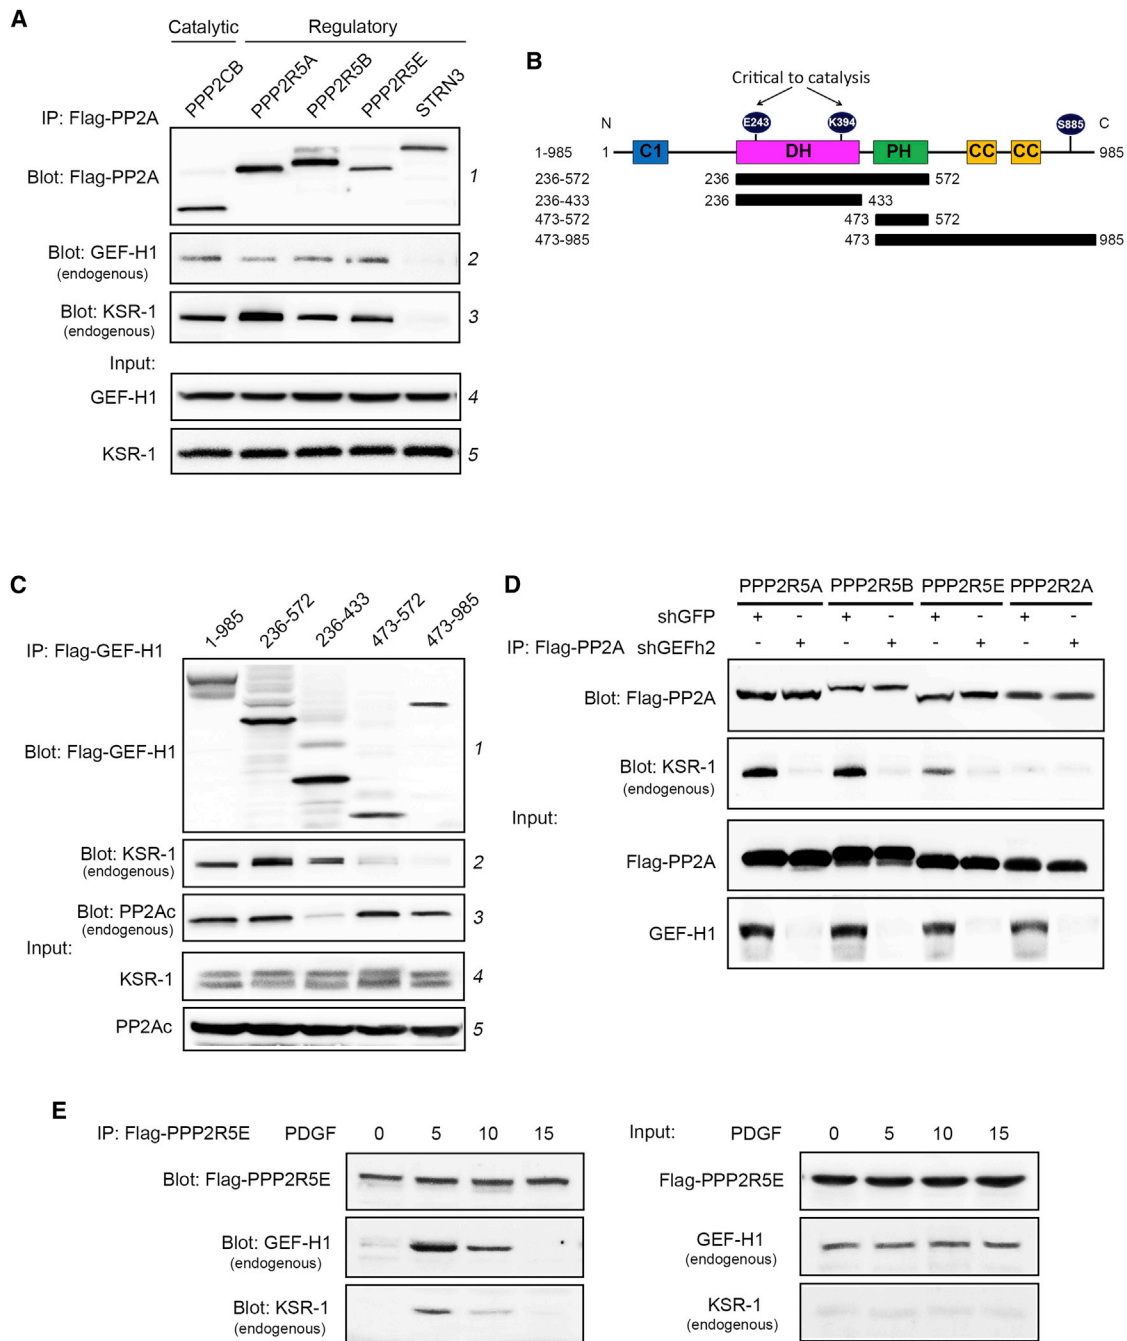 A
Catalytic Regulatory
PPP2CB PPP2R5A PPP2R5B PPP2R5E STRN3
IP: Flag-PP2A
Blot: Flag-PP2A 1
Blot: GEF-H1 2
(endogenous)
Blot: KSR-1 3
(endogenous)
Input:
GEF-H1 4
KSR-1 5
B
Critical to catalysis
N E243 K394 S885 C
1-985 1 C1 DH PH CC CC 985
236-572 236 572
236-433 236 433
473-572 473 572
473-985 473 985
C
1-985 236-572 236-433 473-572 473-985
IP: Flag-GEF-H1
Blot: Flag-GEF-H1 1
Blot: KSR-1 2
(endogenous)
Blot: PP2Ac 3
(endogenous)
Input:
KSR-1 4
PP2Ac 5
D
PPP2R5A PPP2R5B PPP2R5E PPP2R2A
shGFP + - + - + - + -
IP: Flag-PP2A shGEFh2 - + - + - + - +
Blot: Flag-PP2A
Blot: KSR-1
(endogenous)
Input:
Flag-PP2A
GEF-H1
E
IP: Flag-PPP2R5E PDGF 0 5 10 15
Blot: Flag-PPP2R5E
Blot: GEF-H1
(endogenous)
Blot: KSR-1
(endogenous)
Input: PDGF 0 5 10 15
Flag-PPP2R5E
GEF-H1
(endogenous)
KSR-1
(endogenous)